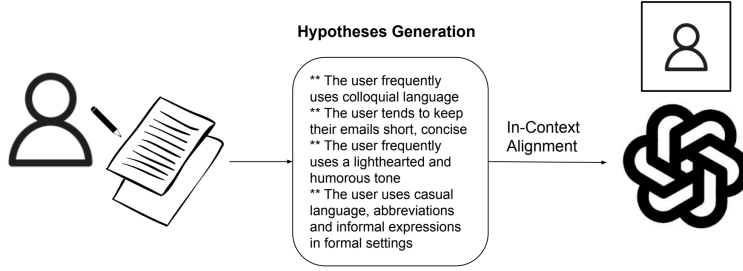 Hypotheses Generation
** The user frequently
uses colloquial language
** The user tends to keep
their emails short, concise
** The user frequently
uses a lighthearted and
humorous tone
** The user uses casual
language, abbreviations
and informal expressions
in formal settings
In-Context
Alignment